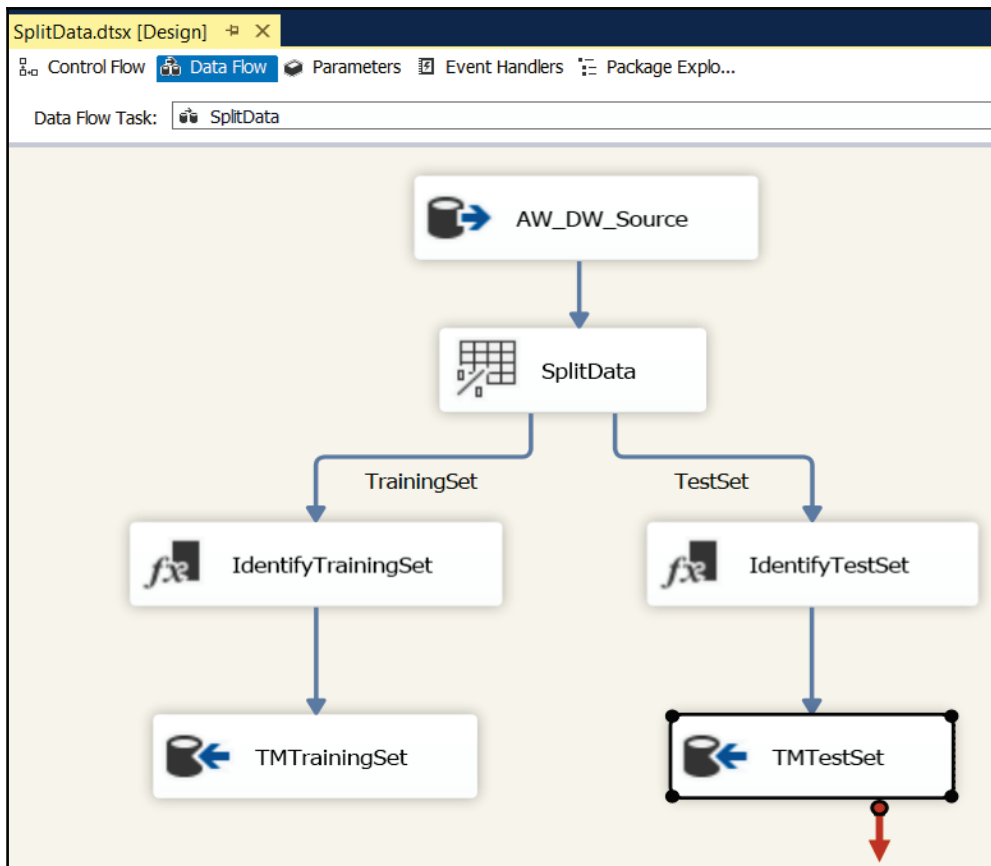 SplitData.dtsx [Design]
Control Flow Data Flow Parameters Event Handlers Package Explo...
Data Flow Task: SplitData
AW_DW_Source
SplitData
TrainingSet TestSet
IdentifyTrainingSet IdentifyTestSet
TMTrainingSet TMTestSet